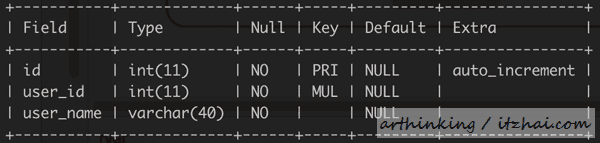 +-----------+-------------+------+-----+---------+----------------+
| Field     | Type        | Null | Key | Default | Extra          |
+-----------+-------------+------+-----+---------+----------------+
| id        | int(11)     | NO   | PRI | NULL    | auto_increment |
| user_id   | int(11)     | NO   | MUL | NULL    |                |
| user_name | varchar(40) | NO   |     | NULL    |                |
+-----------+-------------+------+-----+---------+----------------+
arthinking / itzhai.com